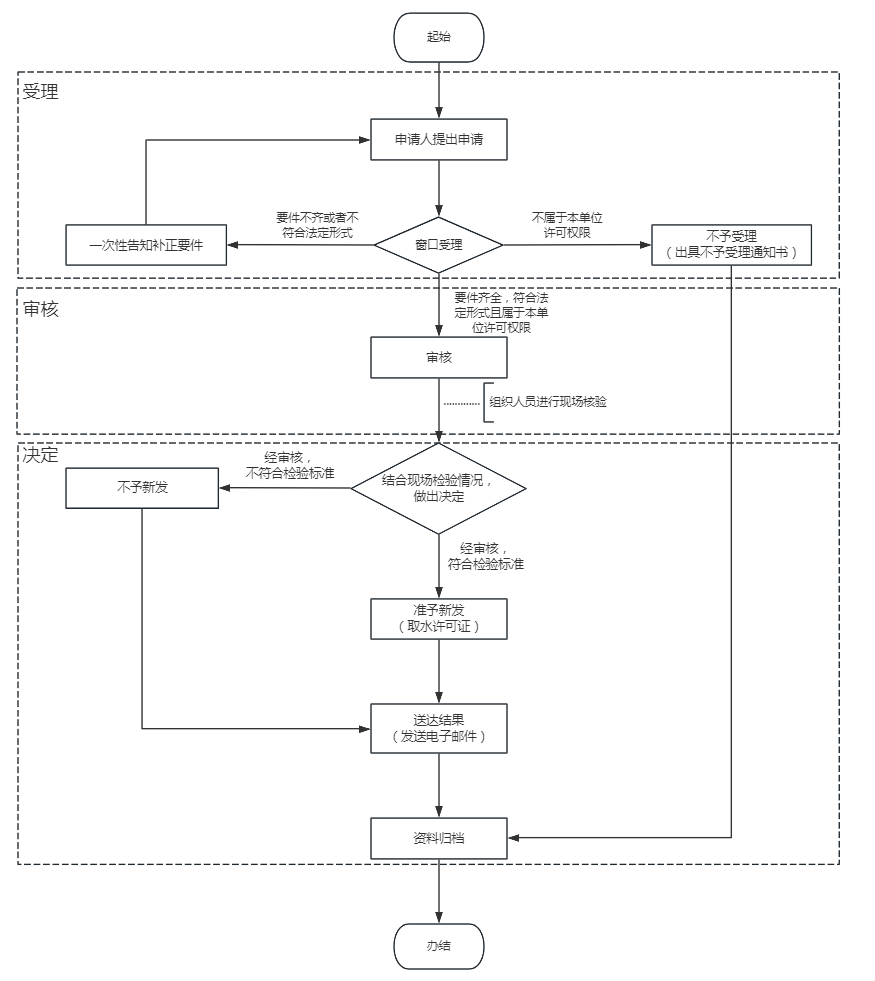 起始
受理
申请人提出申请
要件不齐或者不
符合法定形式
不属于本单位
许可权限
一次性告知补正要件
窗口受理
不予受理
（出具不予受理通知书）
审核
要件齐全，符合法
定形式且属于本单
位许可权限
审核
组织人员进行现场核验
决定
经审核，
不符合检验标准
不予新发
结合现场检验情况，
做出决定
经审核，
符合检验标准
准予新发
（取水许可证）
送达结果
（发送电子邮件）
资料归档
办结